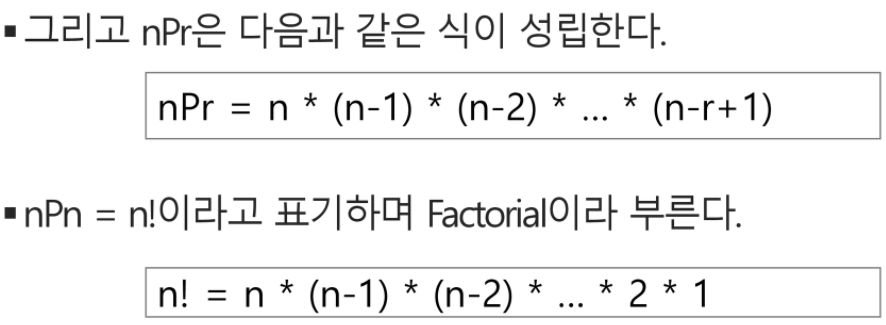 ▪그리고 nPr은 다음과 같은 식이 성립한다.
nPr = n * (n-1) * (n-2) * ... * (n-r+1)
▪nPn = n!이라고 표기하며 Factorial이라 부른다.
n! = n * (n-1) * (n-2) * ... * 2 * 1